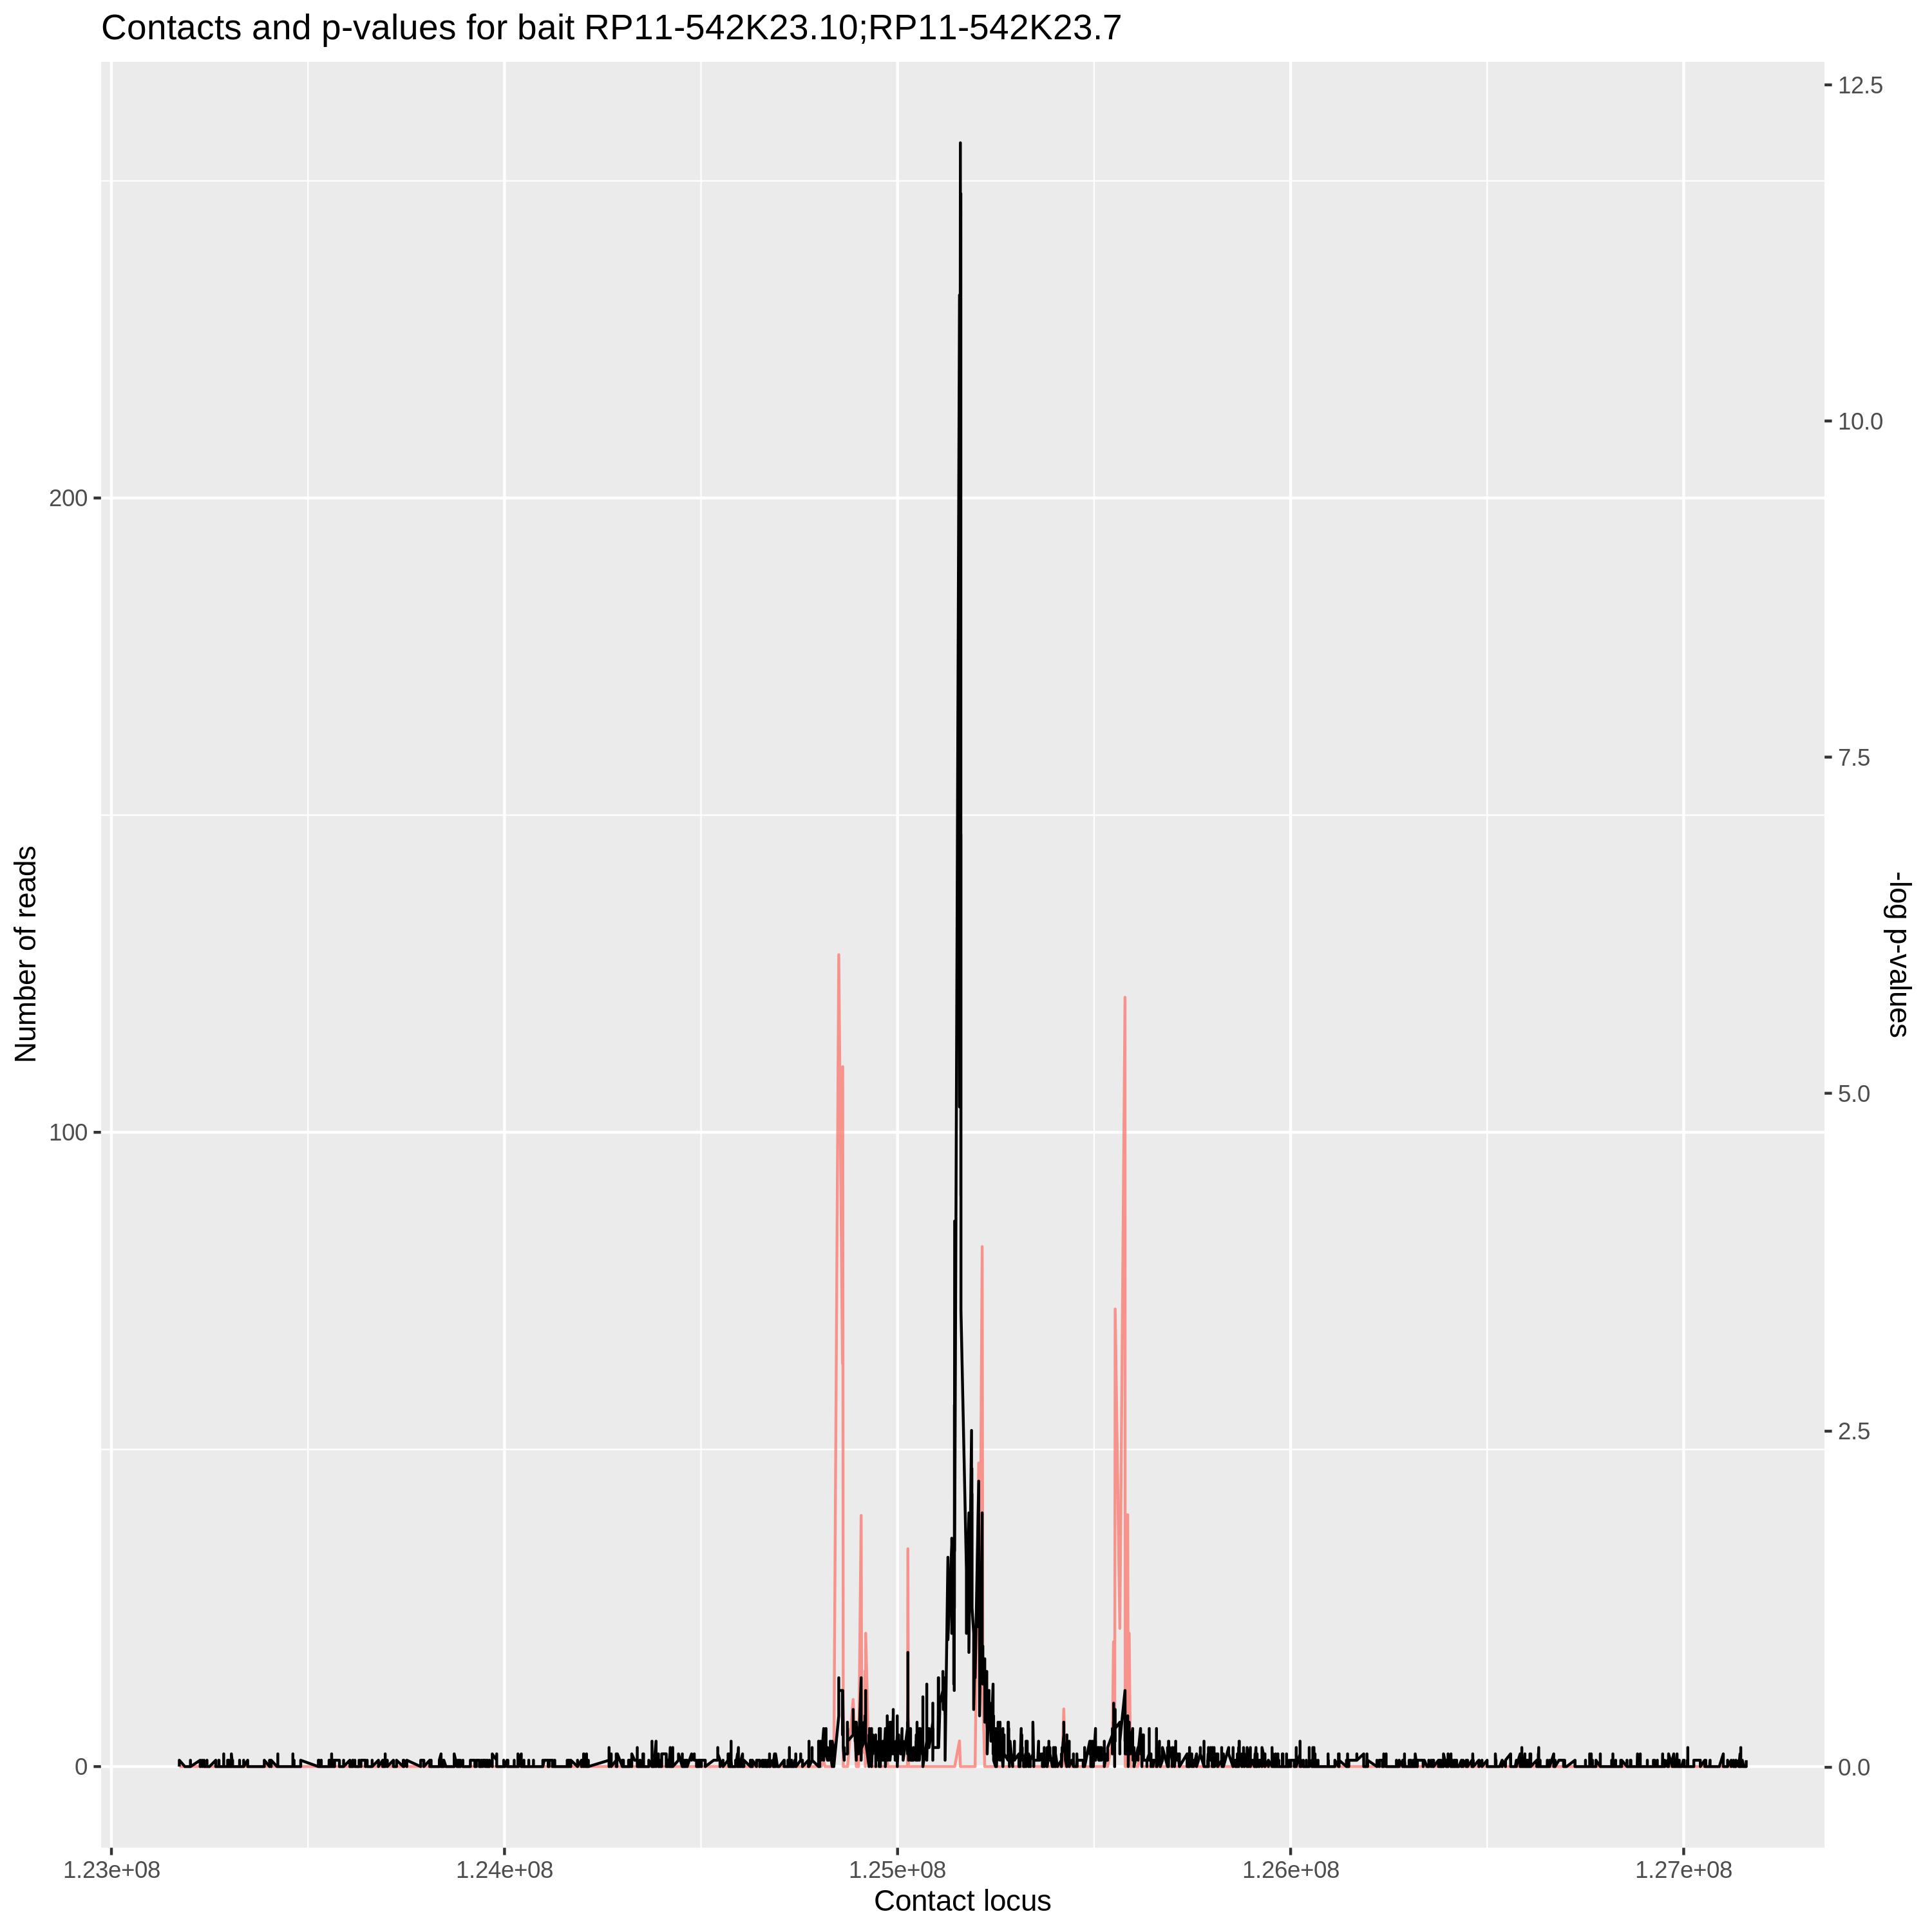 Contacts and p-values for bait RP11-542K23.10;RP11-542K23.7
12.5
10.0
200
7.5
Number of reads
-log p-values
5.0
100
2.5
0
0.0
1.23e+08
1.24e+08
1.25e+08
1.26e+08
1.27e+08
Contact locus